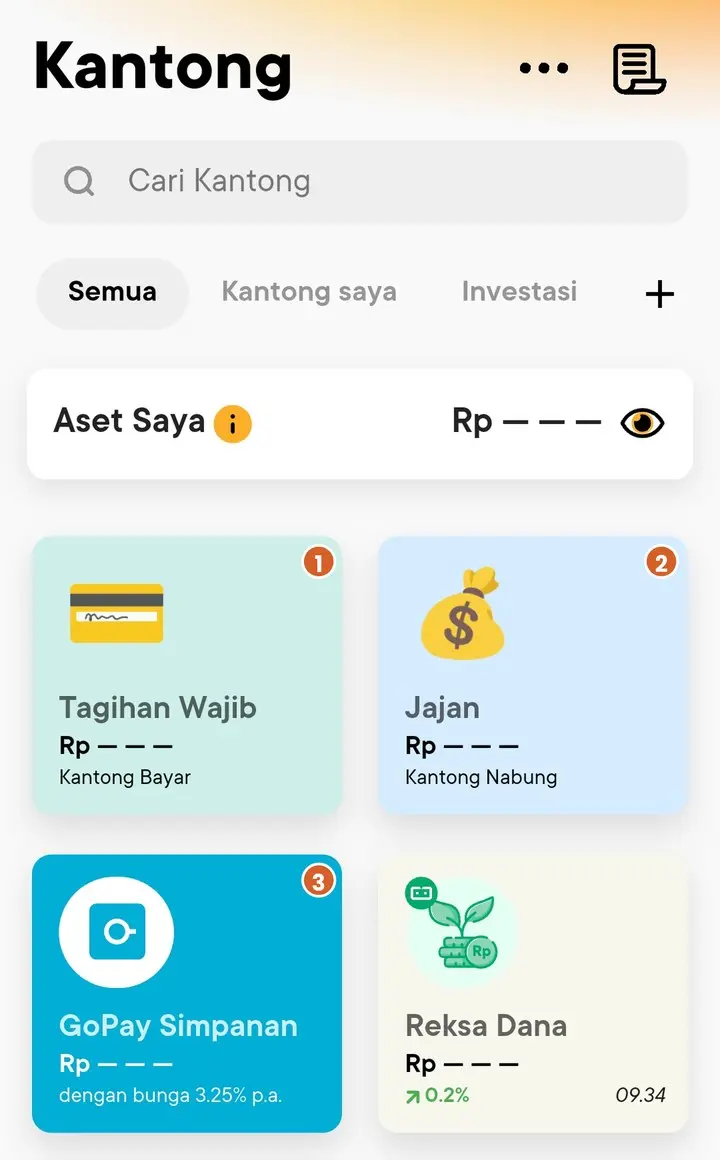 Kantong
Cari Kantong
Semua Kantong saya Investasi +
Aset Saya i Rp — — —
1
Tagihan Wajib
Rp — — —
Kantong Bayar
2
$
Jajan
Rp — — —
Kantong Nabung
3
GoPay Simpanan
Rp — — —
dengan bunga 3.25% p.a.
Rp
Reksa Dana
Rp — — —
0.2% 09.34